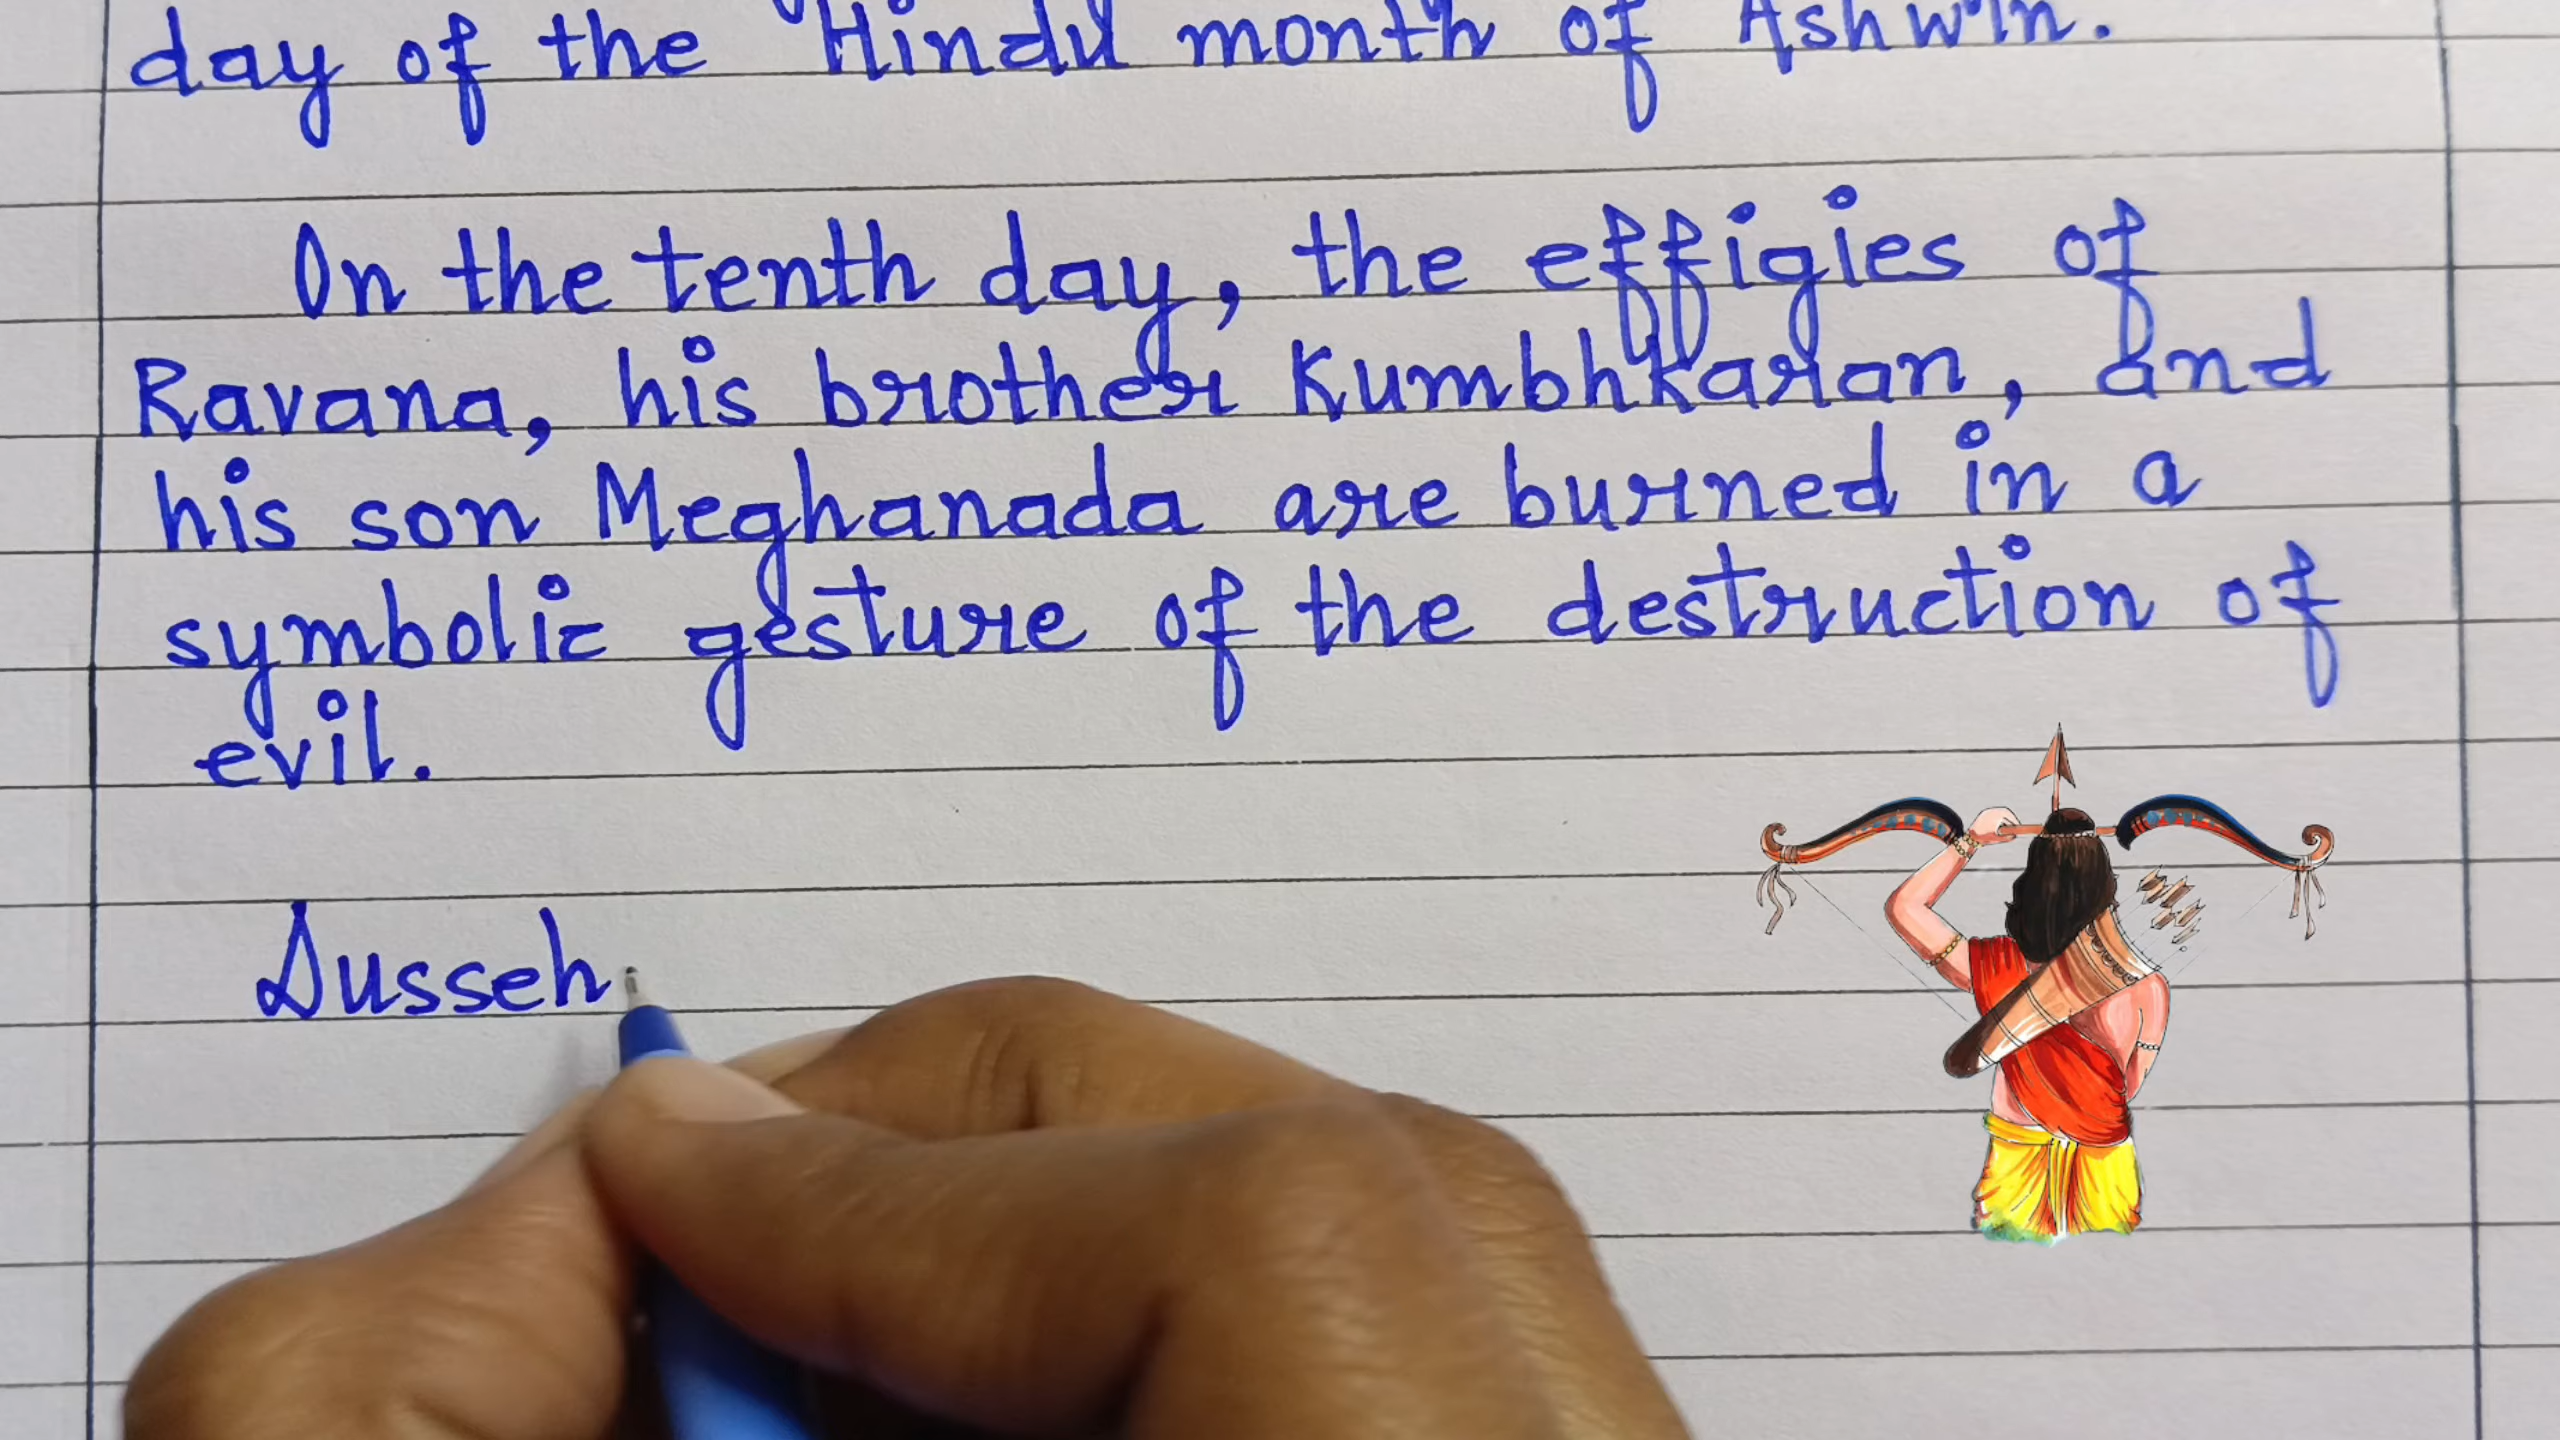 day of the Hindu month of Ashwin.
On the tenth day, the effigies of
Ravana, his brother Kumbhkaran, and
his son Meghanada are burned in a
symbolic gesture of the destruction of
evil.
Susseh